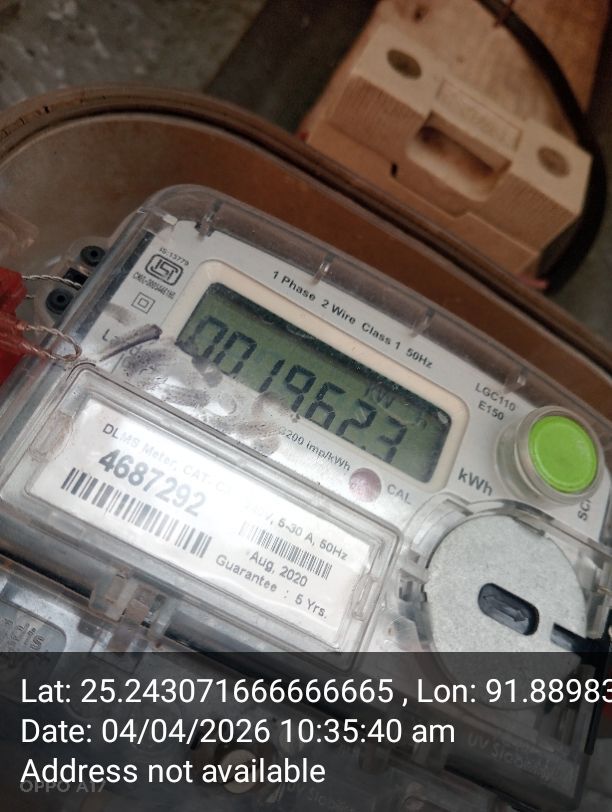 IS-13779
1 Phase 2 Wire Class 1 50Hz
LGC110
E150
kW h
0019623
3200 imp/kWh
CAL
kWh
DLMS Meter, CAT-
4687292
240V, 5-30 A, 50Hz
Aug, 2020
Guarantee : 5 Yrs.
Lat: 25.243071666666665 , Lon: 91.88983
Date: 04/04/2026 10:35:40 am
Address not available
OPPO A17